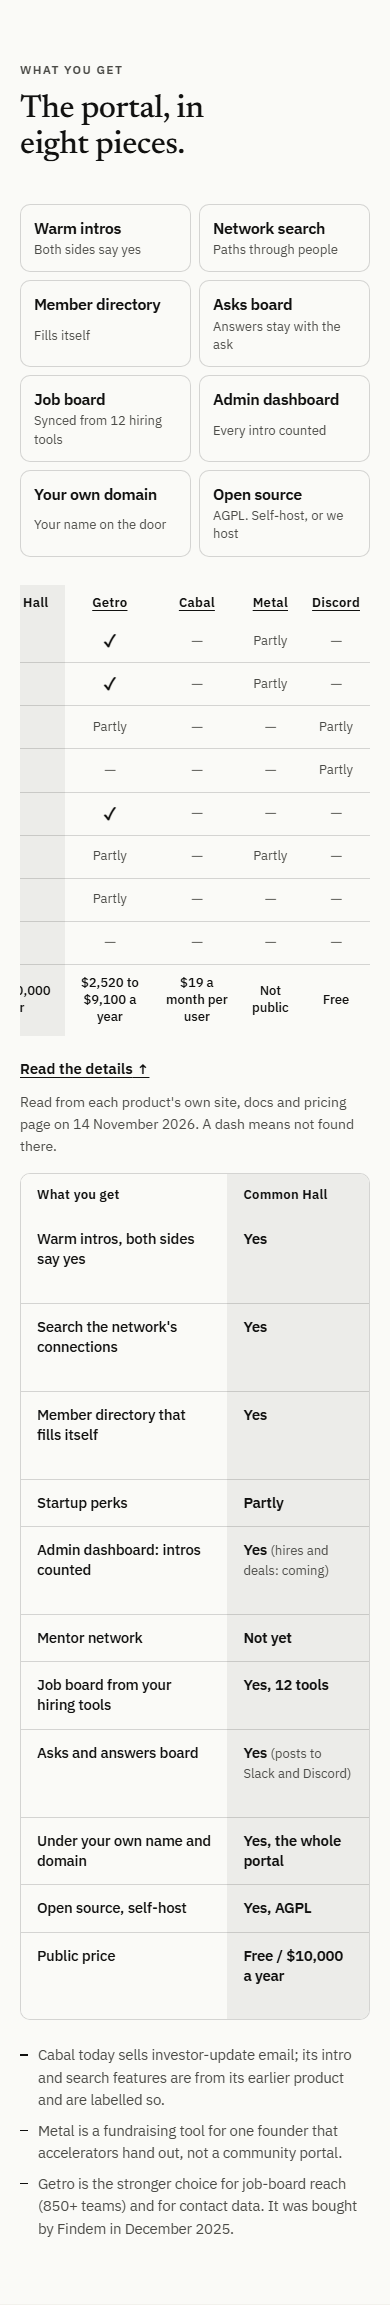 WHAT YOU GET
The portal, in
eight pieces.
Warm intros
Both sides say yes
Network search
Paths through people
Member directory
Fills itself
Asks board
Answers stay with the
ask
Job board
Synced from 12 hiring
tools
Admin dashboard
Every intro counted
Your own domain
Your name on the door
Open source
AGPL. Self-host, or we
host
Hall Getro Cabal Metal Discord
✓ — Partly —
✓ — Partly —
Partly — — Partly
— — — Partly
✓ — — —
Partly — Partly —
Partly — — —
— — — —
0,000 $2,520 to $9,100 a year $19 a month per user Not public Free
Read the details ↑
Read from each product's own site, docs and pricing
page on 14 November 2026. A dash means not found
there.
What you get Common Hall
Warm intros, both sides
say yes
Yes
Search the network's
connections
Yes
Member directory that
fills itself
Yes
Startup perks
Partly
Admin dashboard: intros
counted
Yes (hires and
deals: coming)
Mentor network
Not yet
Job board from your
hiring tools
Yes, 12 tools
Asks and answers board
Yes (posts to
Slack and Discord)
Under your own name and
domain
Yes, the whole
portal
Open source, self-host
Yes, AGPL
Public price
Free / $10,000
a year
— Cabal today sells investor-update email; its intro
and search features are from its earlier product
and are labelled so.
— Metal is a fundraising tool for one founder that
accelerators hand out, not a community portal.
— Getro is the stronger choice for job-board reach
(850+ teams) and for contact data. It was bought
by Findem in December 2025.